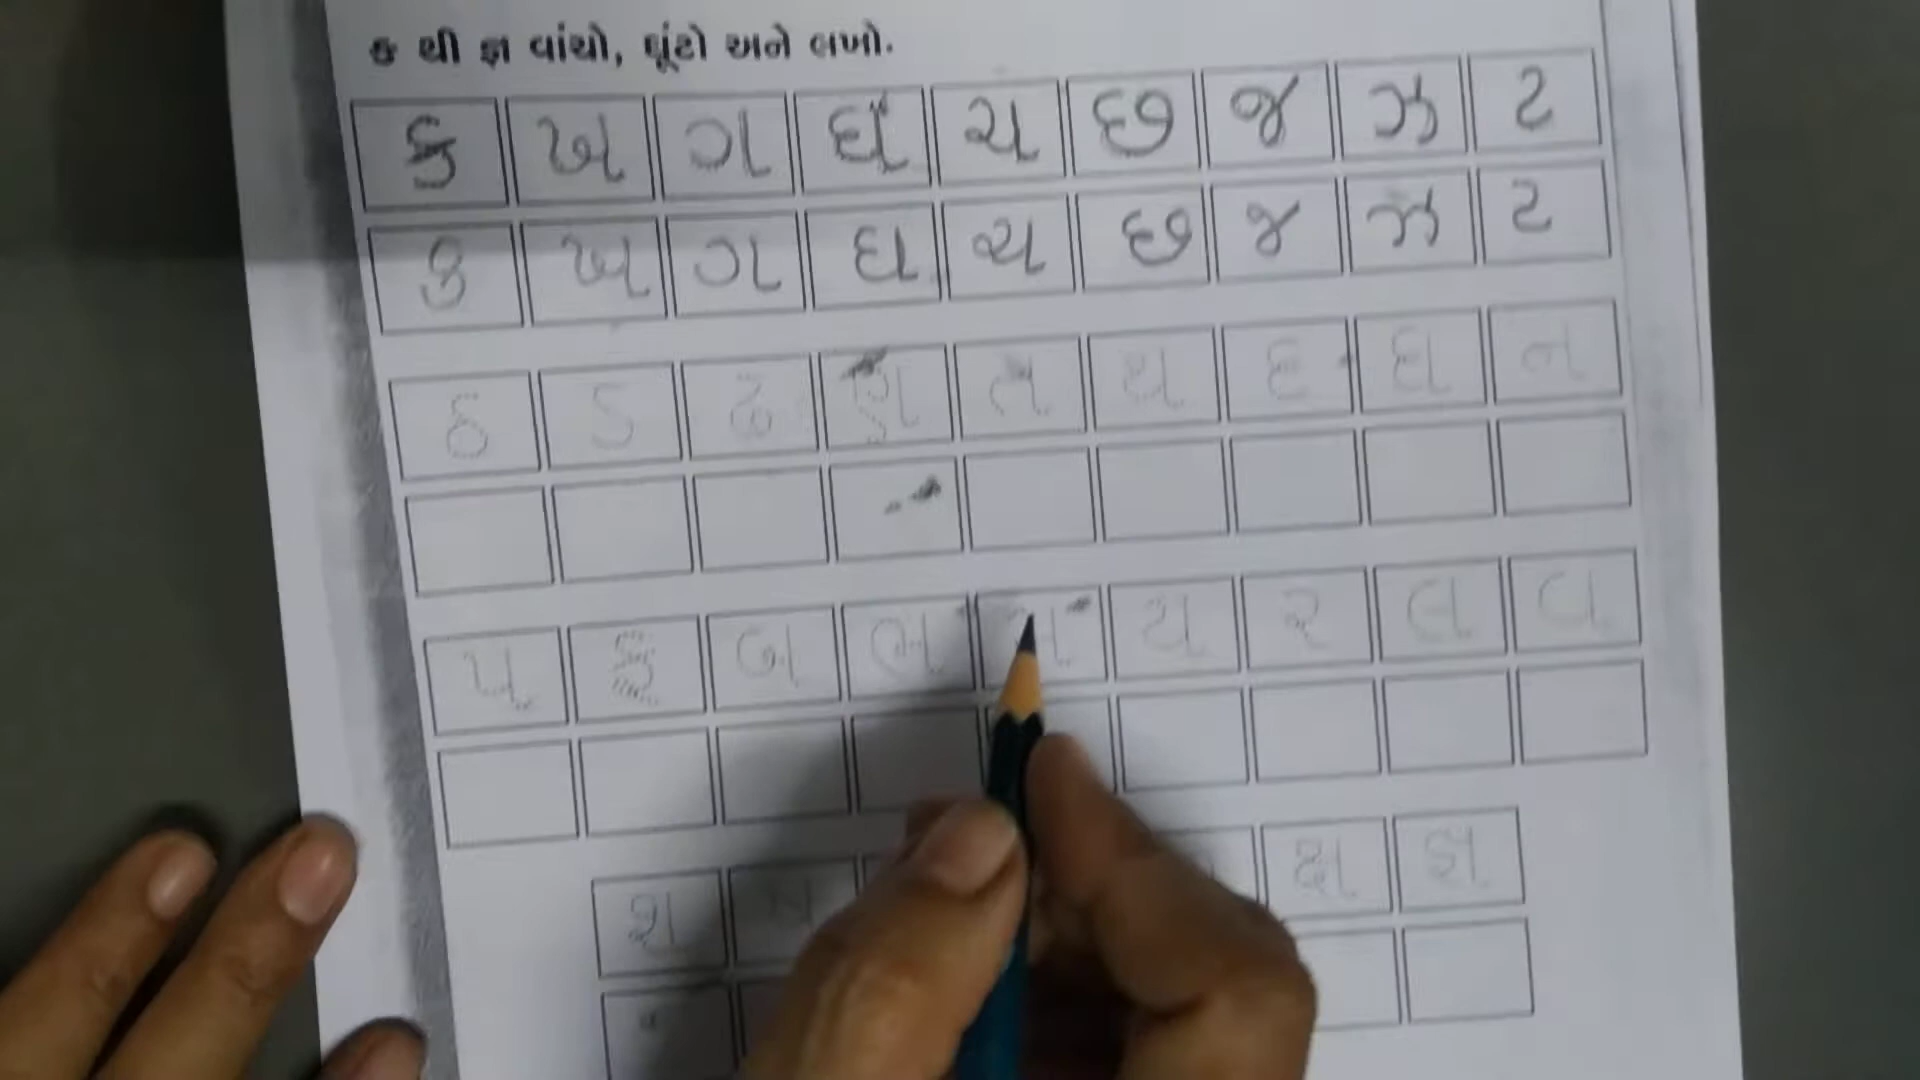 ક થી જ્ઞ વાંચો, ઘૂંટો અને લખો.
ક ખ ગ ઘ ચ છ જ ઝ ટ
ક ખ ગ ઘ ચ છ જ ઝ ટ
ઠ ડ ઢ ણ ત થ દ ધ ન
પ ફ બ ભ મ ય ર લ વ
શ ષ ક્ષ જ્ઞ